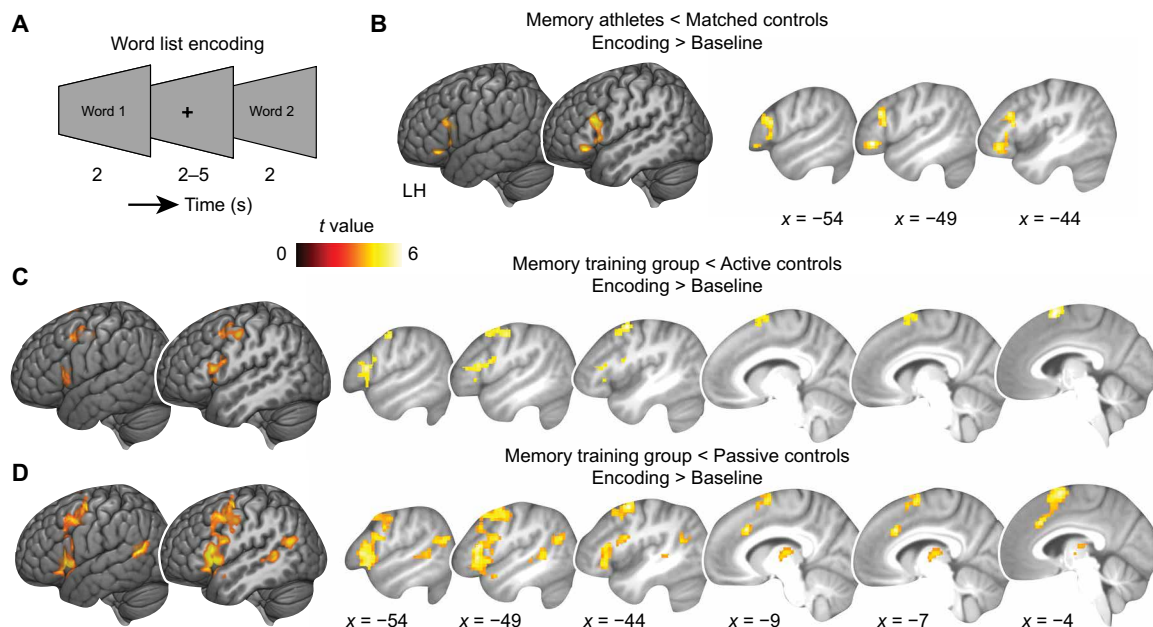 A
Word list encoding
Word 1
+
Word 2
2
2–5
2
Time (s)
B
Memory athletes < Matched controls
Encoding > Baseline
LH
x = −54
x = −49
x = −44
t value
0
6
C
Memory training group < Active controls
Encoding > Baseline
D
Memory training group < Passive controls
Encoding > Baseline
x = −54
x = −49
x = −44
x = −9
x = −7
x = −4